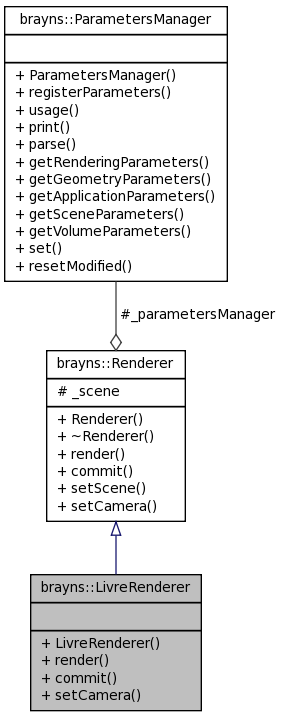 brayns::ParametersManager
+ ParametersManager()
+ registerParameters()
+ usage()
+ print()
+ parse()
+ getRenderingParameters()
+ getGeometryParameters()
+ getApplicationParameters()
+ getSceneParameters()
+ getVolumeParameters()
+ set()
+ resetModified()
#_parametersManager
brayns::Renderer
# _scene
+ Renderer()
+ ~Renderer()
+ render()
+ commit()
+ setScene()
+ setCamera()
brayns::LivreRenderer
+ LivreRenderer()
+ render()
+ commit()
+ setCamera()